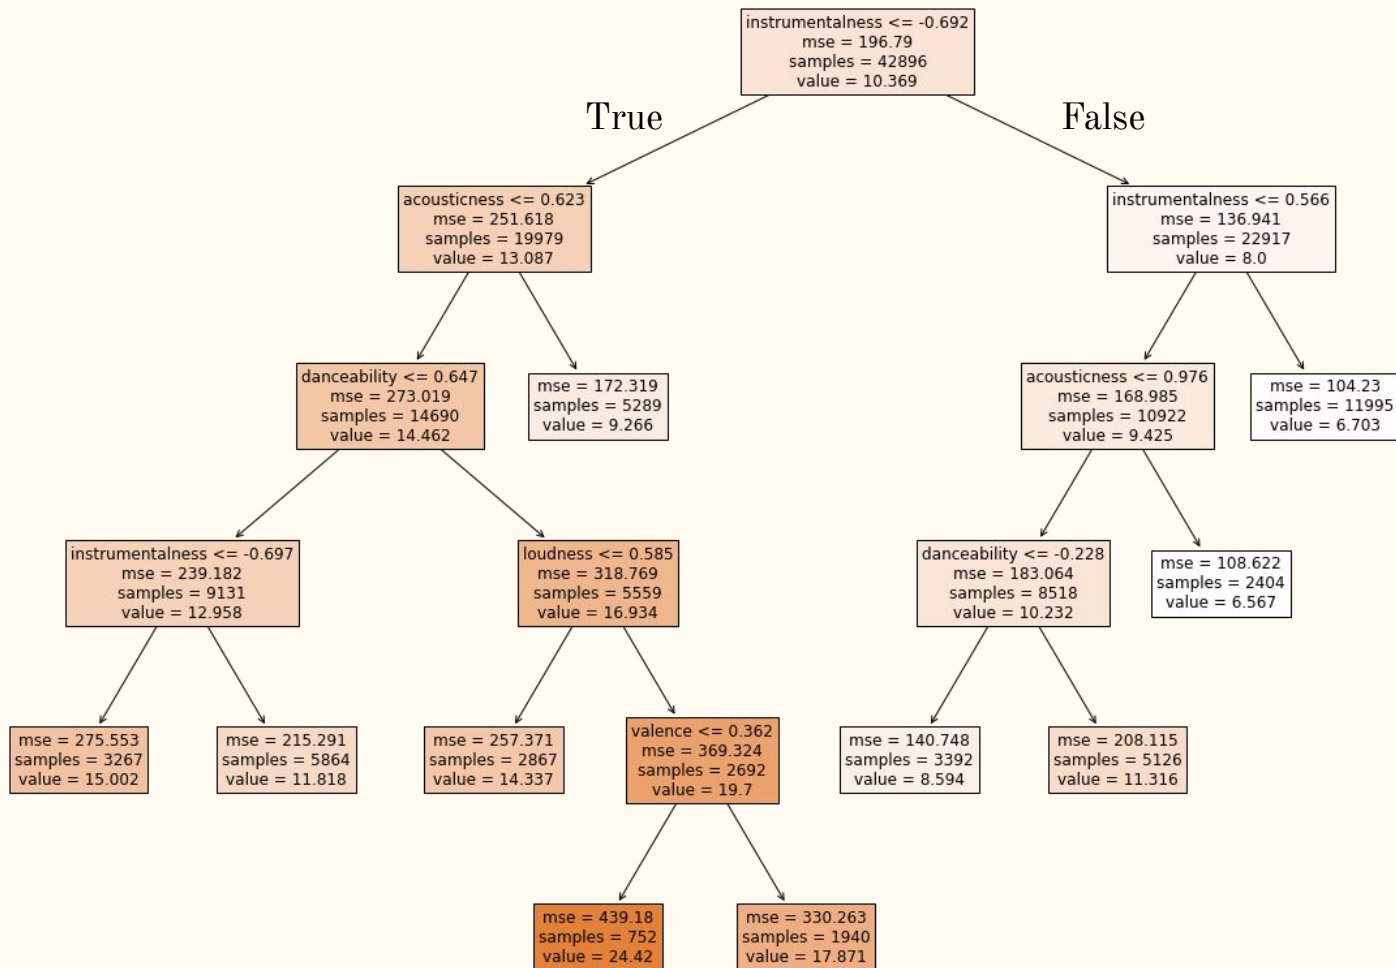 instrumentalness <= -0.692
mse = 196.79
samples = 42896
value = 10.369
True
False
acousticness <= 0.623
mse = 251.618
samples = 19979
value = 13.087
instrumentalness <= 0.566
mse = 136.941
samples = 22917
value = 8.0
danceability <= 0.647
mse = 273.019
samples = 14690
value = 14.462
mse = 172.319
samples = 5289
value = 9.266
acousticness <= 0.976
mse = 168.985
samples = 10922
value = 9.425
mse = 104.23
samples = 11995
value = 6.703
instrumentalness <= -0.697
mse = 239.182
samples = 9131
value = 12.958
loudness <= 0.585
mse = 318.769
samples = 5559
value = 16.934
danceability <= -0.228
mse = 183.064
samples = 8518
value = 10.232
mse = 108.622
samples = 2404
value = 6.567
mse = 275.553
samples = 3267
value = 15.002
mse = 215.291
samples = 5864
value = 11.818
mse = 257.371
samples = 2867
value = 14.337
valence <= 0.362
mse = 369.324
samples = 2692
value = 19.7
mse = 140.748
samples = 3392
value = 8.594
mse = 208.115
samples = 5126
value = 11.316
mse = 439.18
samples = 752
value = 24.42
mse = 330.263
samples = 1940
value = 17.871